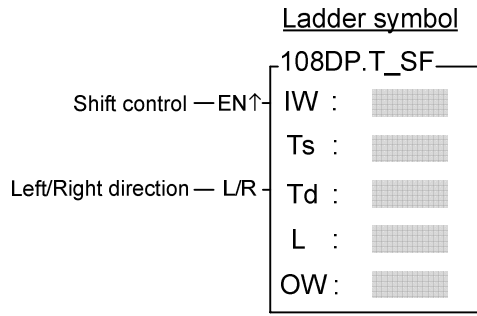 Ladder symbol
108DP.T_SF
Shift control EN↑ IW :
Ts :
Left/Right direction L/R Td :
L :
OW :